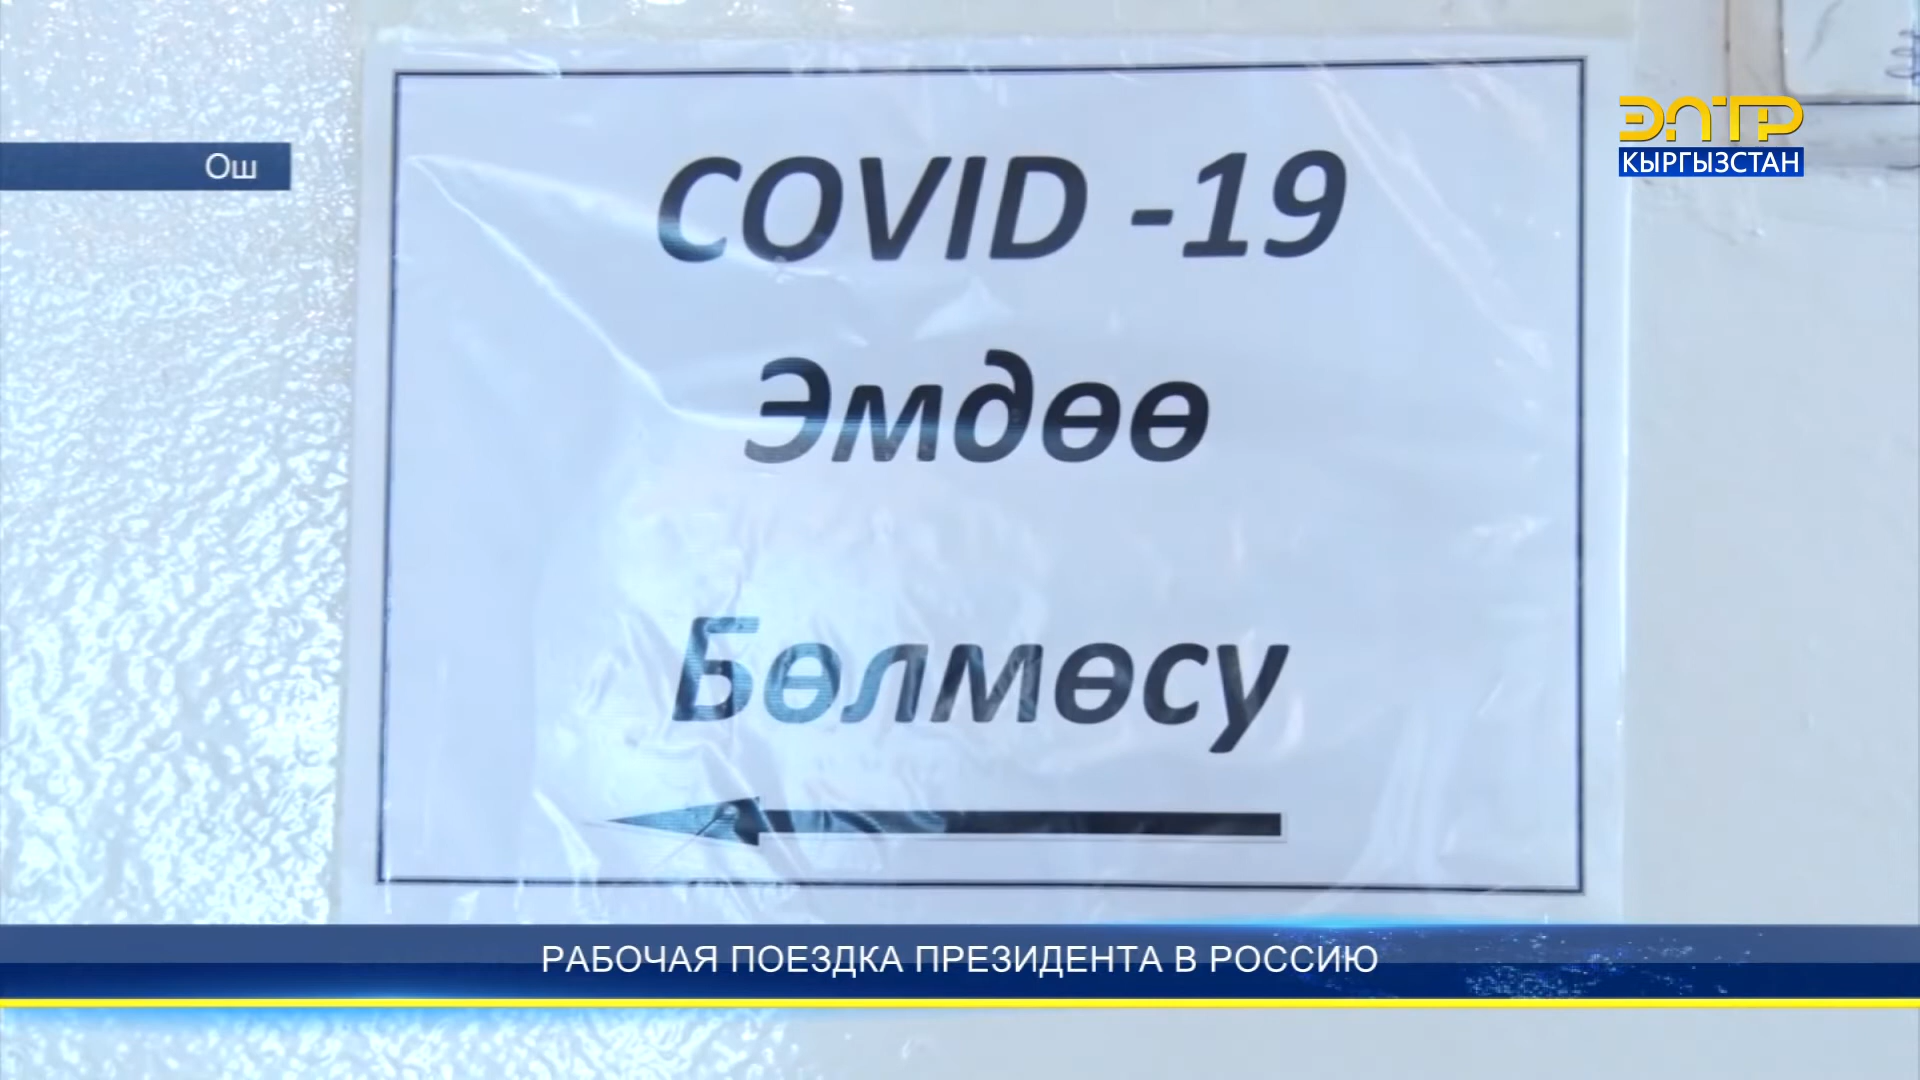 ЭЛТР
КЫРГЫЗСТАН
Ош
COVID -19
Эмдөө
Бөлмөсу
РАБОЧАЯ ПОЕЗДКА ПРЕЗИДЕНТА В РОССИЮ